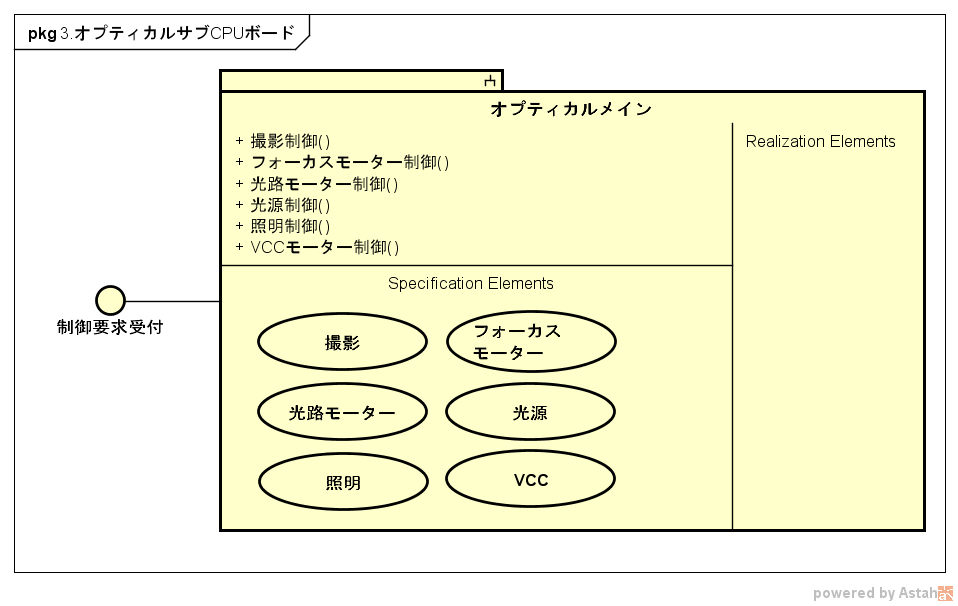 pkg 3.オプティカルサブCPUボード
オプティカルメイン
+ 撮影制御()
+ フォーカスモーター制御()
+ 光路モーター制御()
+ 光源制御()
+ 照明制御()
+ VCCモーター制御()
Realization Elements
Specification Elements
制御要求受付
撮影
フォーカス
モーター
光路モーター
光源
照明
VCC
powered by Astah